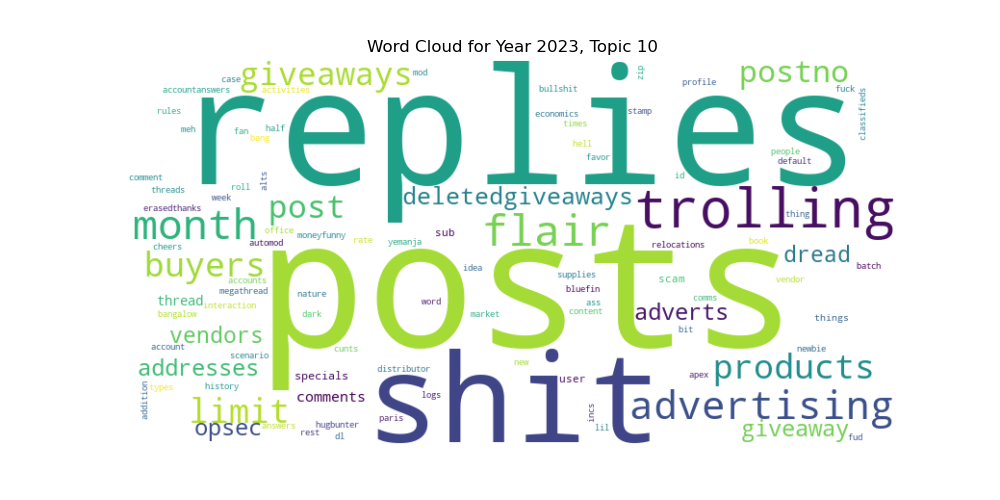 Word Cloud for Year 2023, Topic 10
giveaways mod zip profile postno
case bullshit fuck
accountanswers activities
rules replies economics stamp classifieds
meh fan half times
bang hell
favor people
default
comment alts id
threads roll
week deletedgiveaways trolling
erasedthanks post thing
month flair
office moneyfunny sub
cheers automod rate yemanja relocations book dread
buyers posts idea batch
accounts supplies scam vendor
megathread nature bluefin
thread interaction word ass comms
bangalow dark market content adverts things
vendors bit
cunts newbie
account scenario new
addresses distributor products
specials user apex
types history
addition limit comments logs shit incs advertising
paris
opsec answers hugbunter lil giveaway
rest dl fud